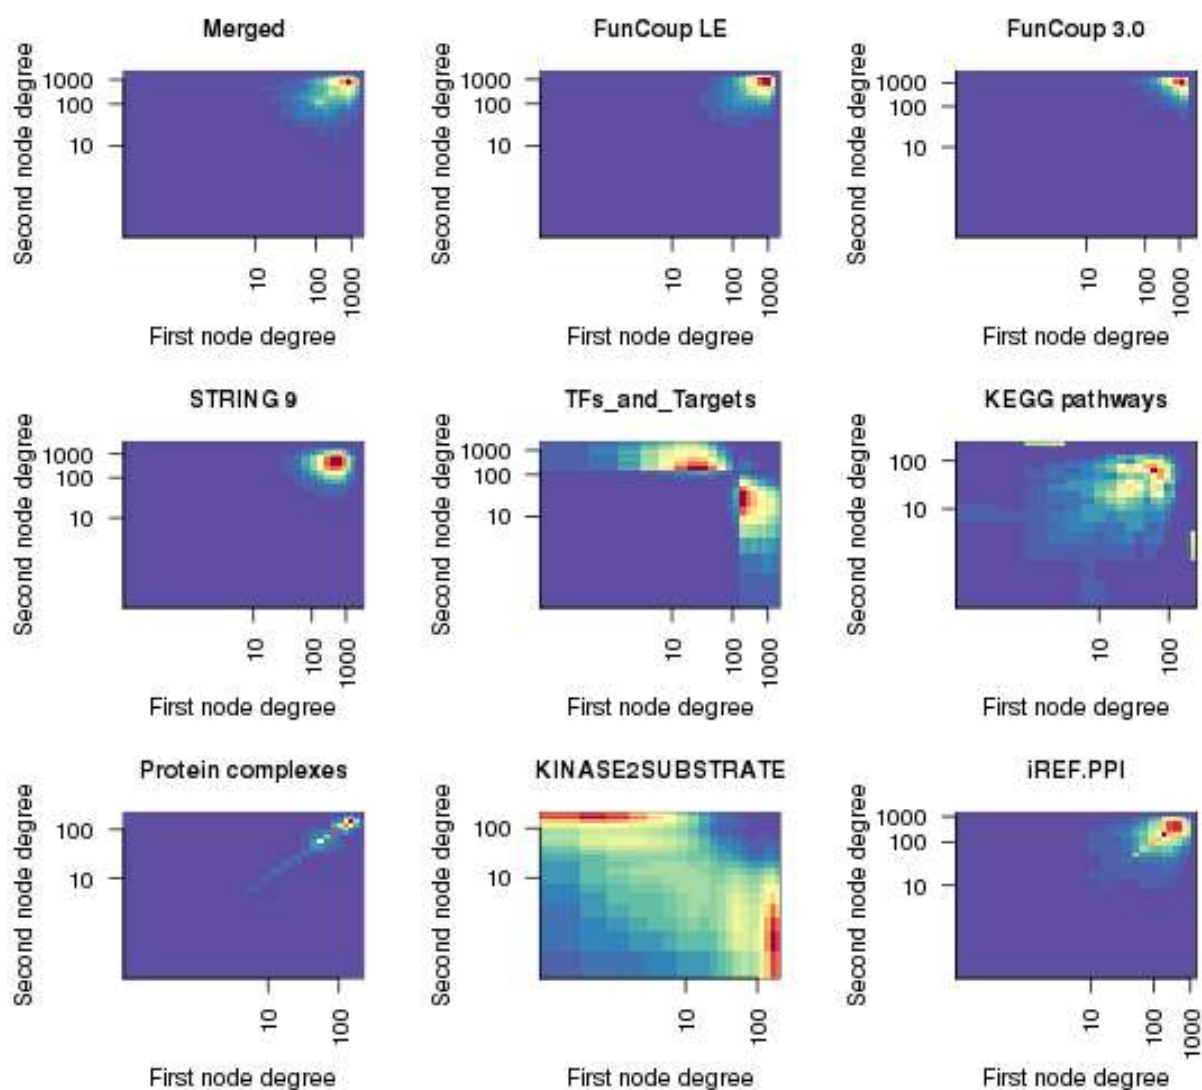 Merged
FunCoup LE
FunCoup 3.0
Second node degree
1000
100
10
10
100
1000
First node degree
Second node degree
1000
100
10
10
100
1000
First node degree
Second node degree
1000
100
10
10
100
1000
First node degree
STRING 9
TFs_and_Targets
KEGG pathways
Second node degree
1000
100
10
10
100
1000
First node degree
Second node degree
1000
100
10
10
100
1000
First node degree
Second node degree
100
10
10
100
First node degree
Protein complexes
KINASE2SUBSTRATE
iREF.PPI
Second node degree
100
10
10
100
First node degree
Second node degree
100
10
10
100
First node degree
Second node degree
1000
100
10
10
100
1000
First node degree